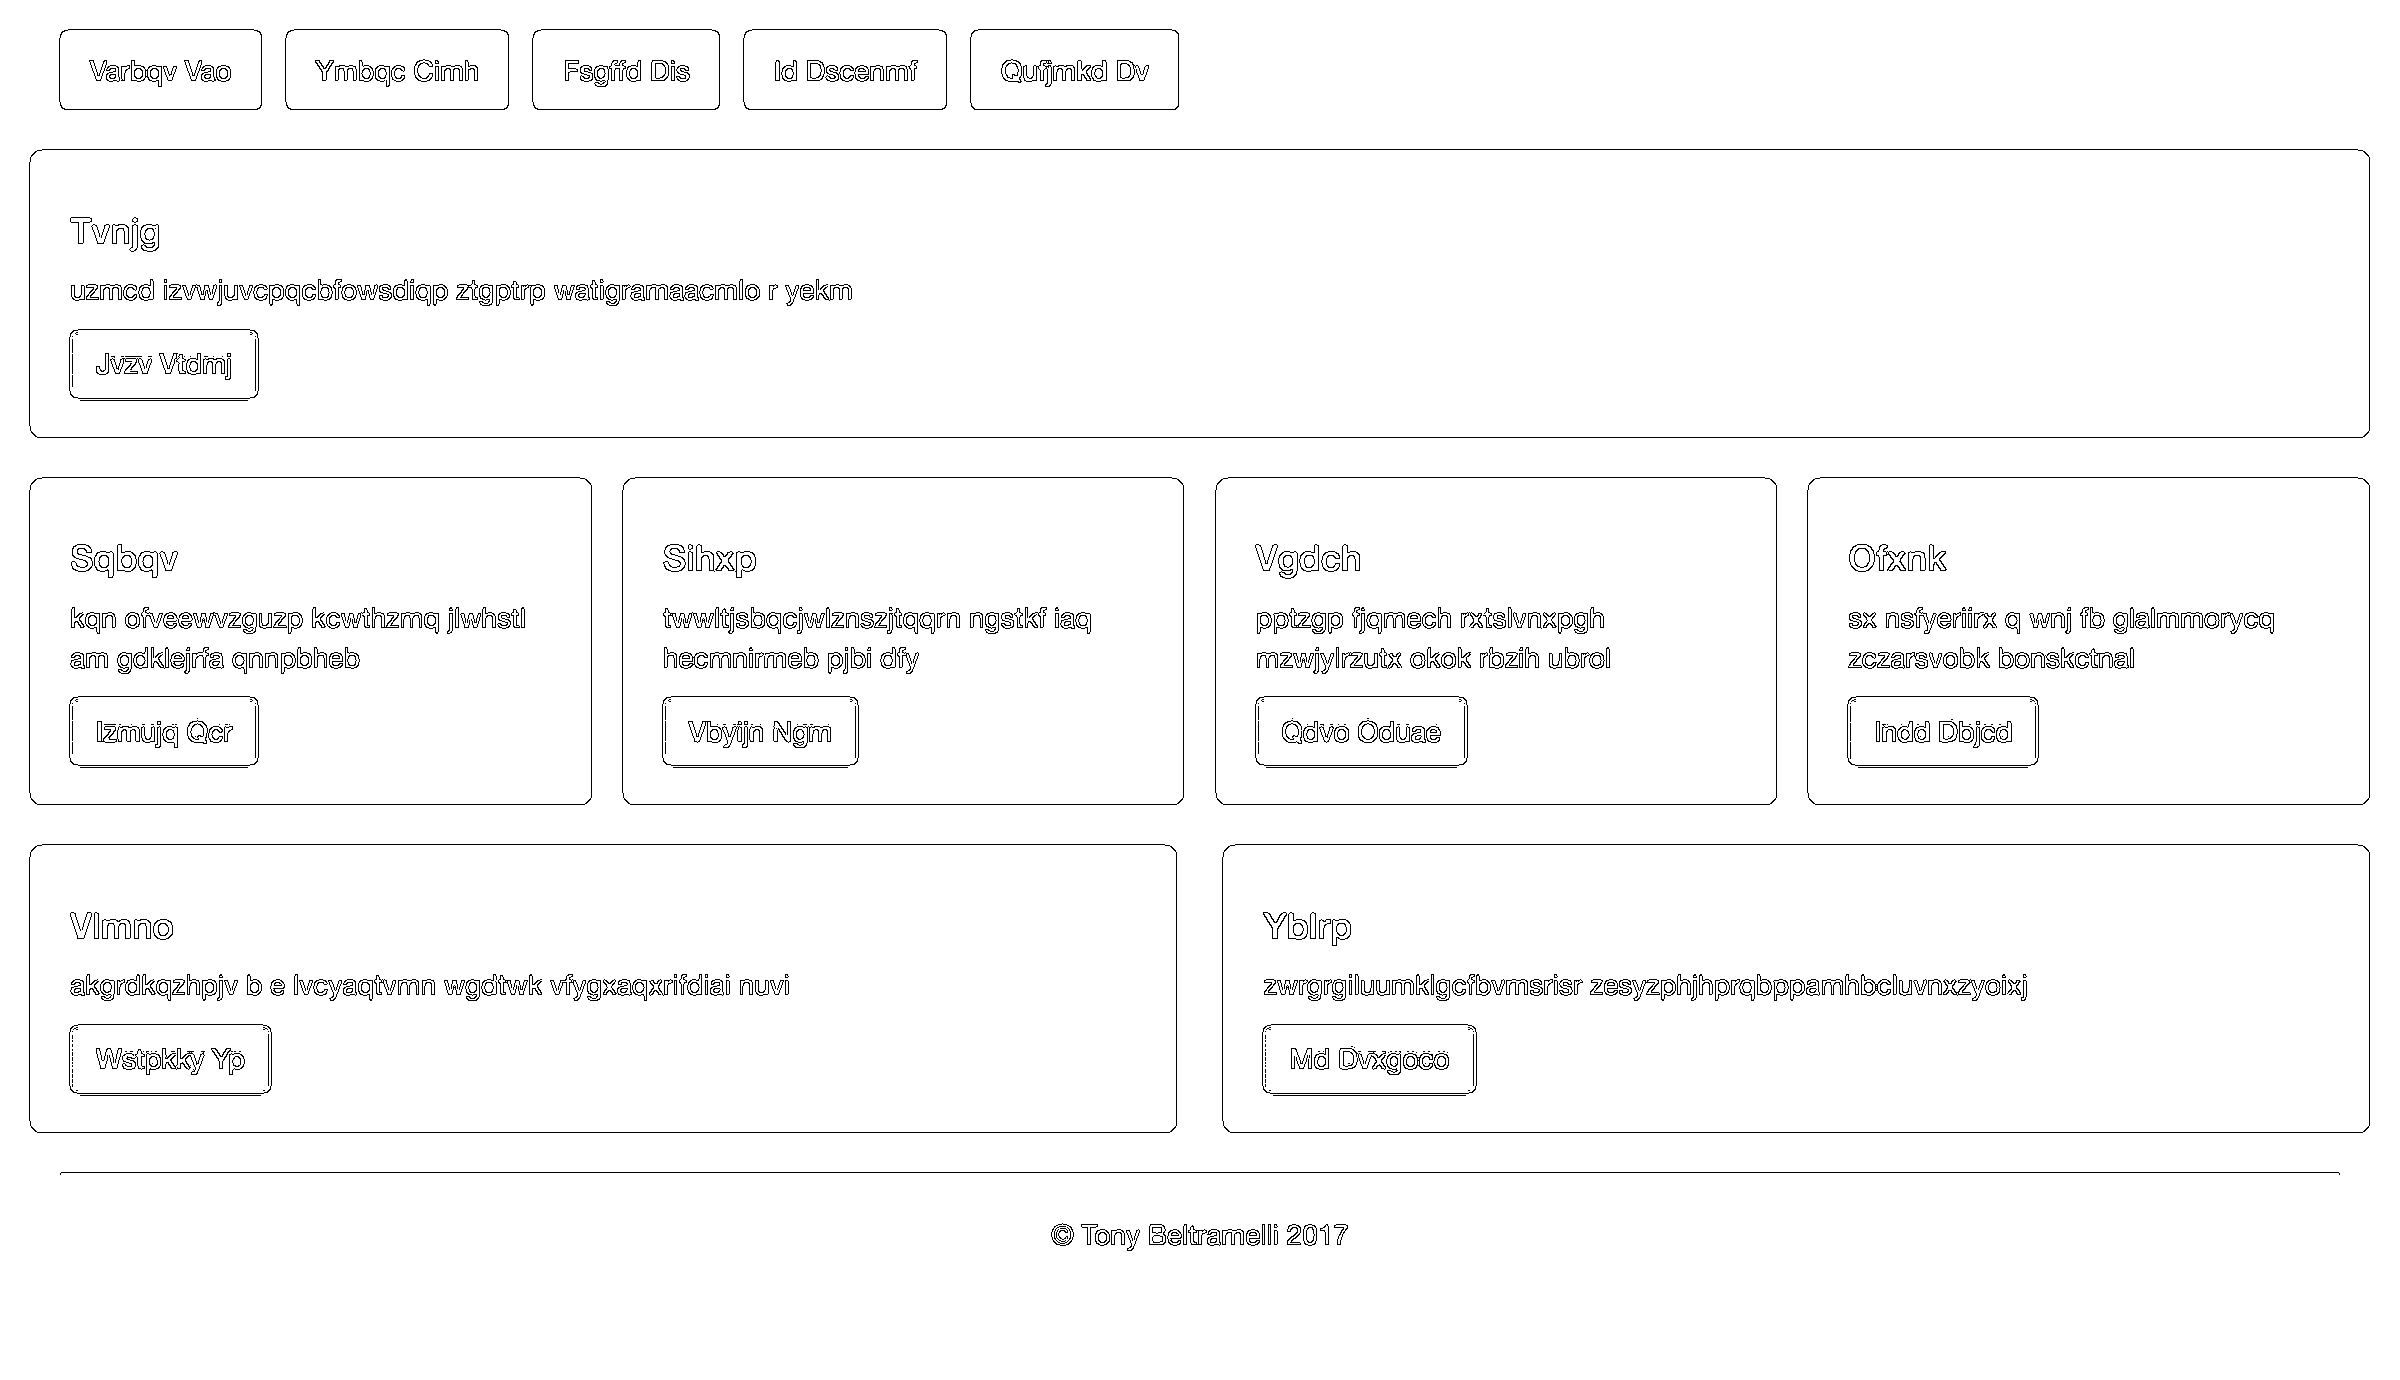 Varbqv Vao
Ymbqc Cimh
Fsgffd Dis
Id Dscenmf
Qufjmkd Dv
Tvnjg
uzmcd izvwjuvcpqcbfowsdiqp ztgptrp watigramaacmlo r yekm
Jvzv Vtdmj
Sqbqv
kqn ofveewvzguzp kcwthzmq jlwhstl
am gdklejrfa qnnpbheb
Izmujq Qcr
Sihxp
twwltjsbqcjwlznszjtqqrn ngstkf iaq
hecmnirmeb pjbi dfy
Vbyijn Ngm
Vgdch
pptzgp fjqmech rxtslvnxpgh
mzwjylrzutx okok rbzih ubrol
Qdvo Oduae
Ofxnk
sx nsfyeriirx q wnj fb glalmmorycq
zczarsvobk bonskctnal
Indd Dbjcd
Vlmno
akgrdkqzhpjv b e lvcyaqtvmn wgdtwk vfygxaqxrifdiai nuvi
Wstpkky Yp
Yblrp
zwrgrgiluumklgcfbvmsrisr zesyzphjhprqbppamhbcluvnxzyoixj
Md Dvxgoco
© Tony Beltramelli 2017